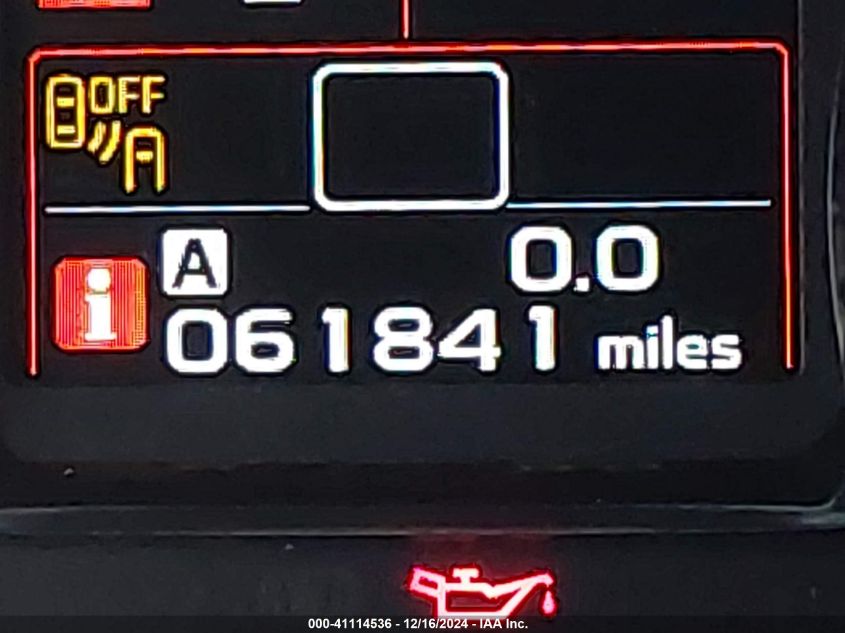 OFF
A 0.0
i 061841 miles
000-41114536 - 12/16/2024 - IAA Inc.